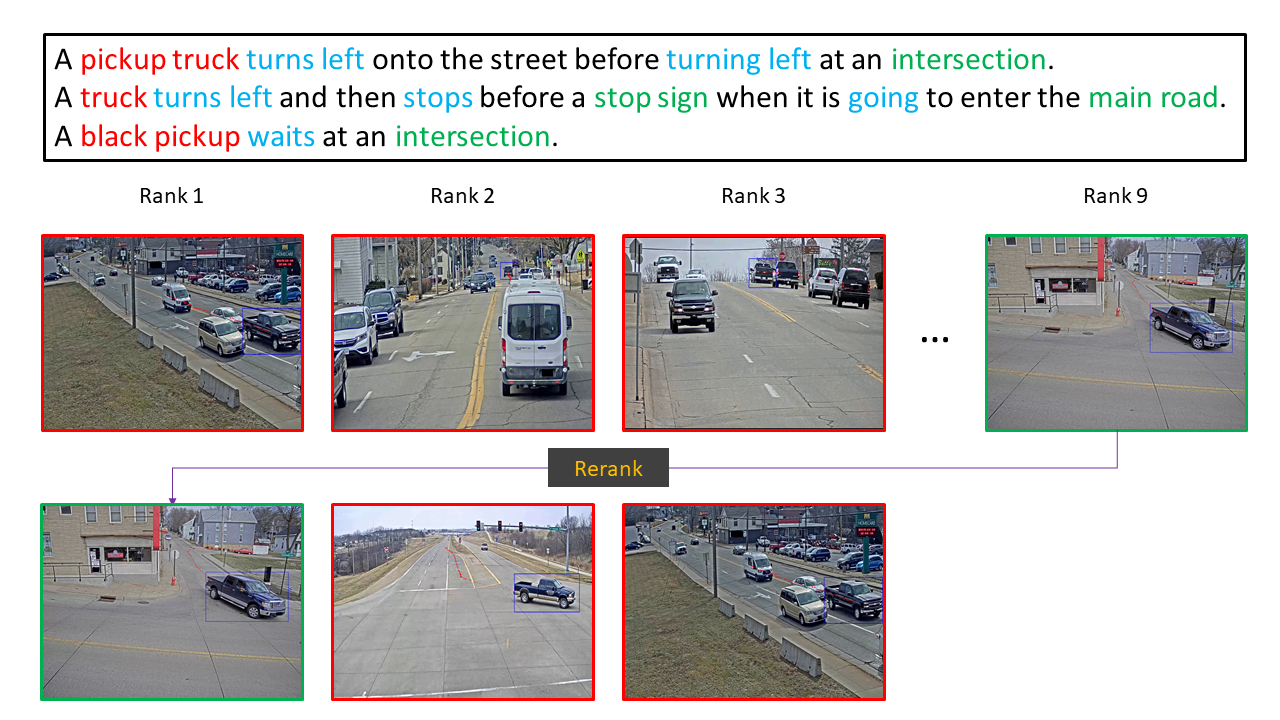 A pickup truck turns left onto the street before turning left at an intersection.
A truck turns left and then stops before a stop sign when it is going to enter the main road.
A black pickup waits at an intersection.
Rank 1
Rank 2
Rank 3
Rank 9
...
Rerank